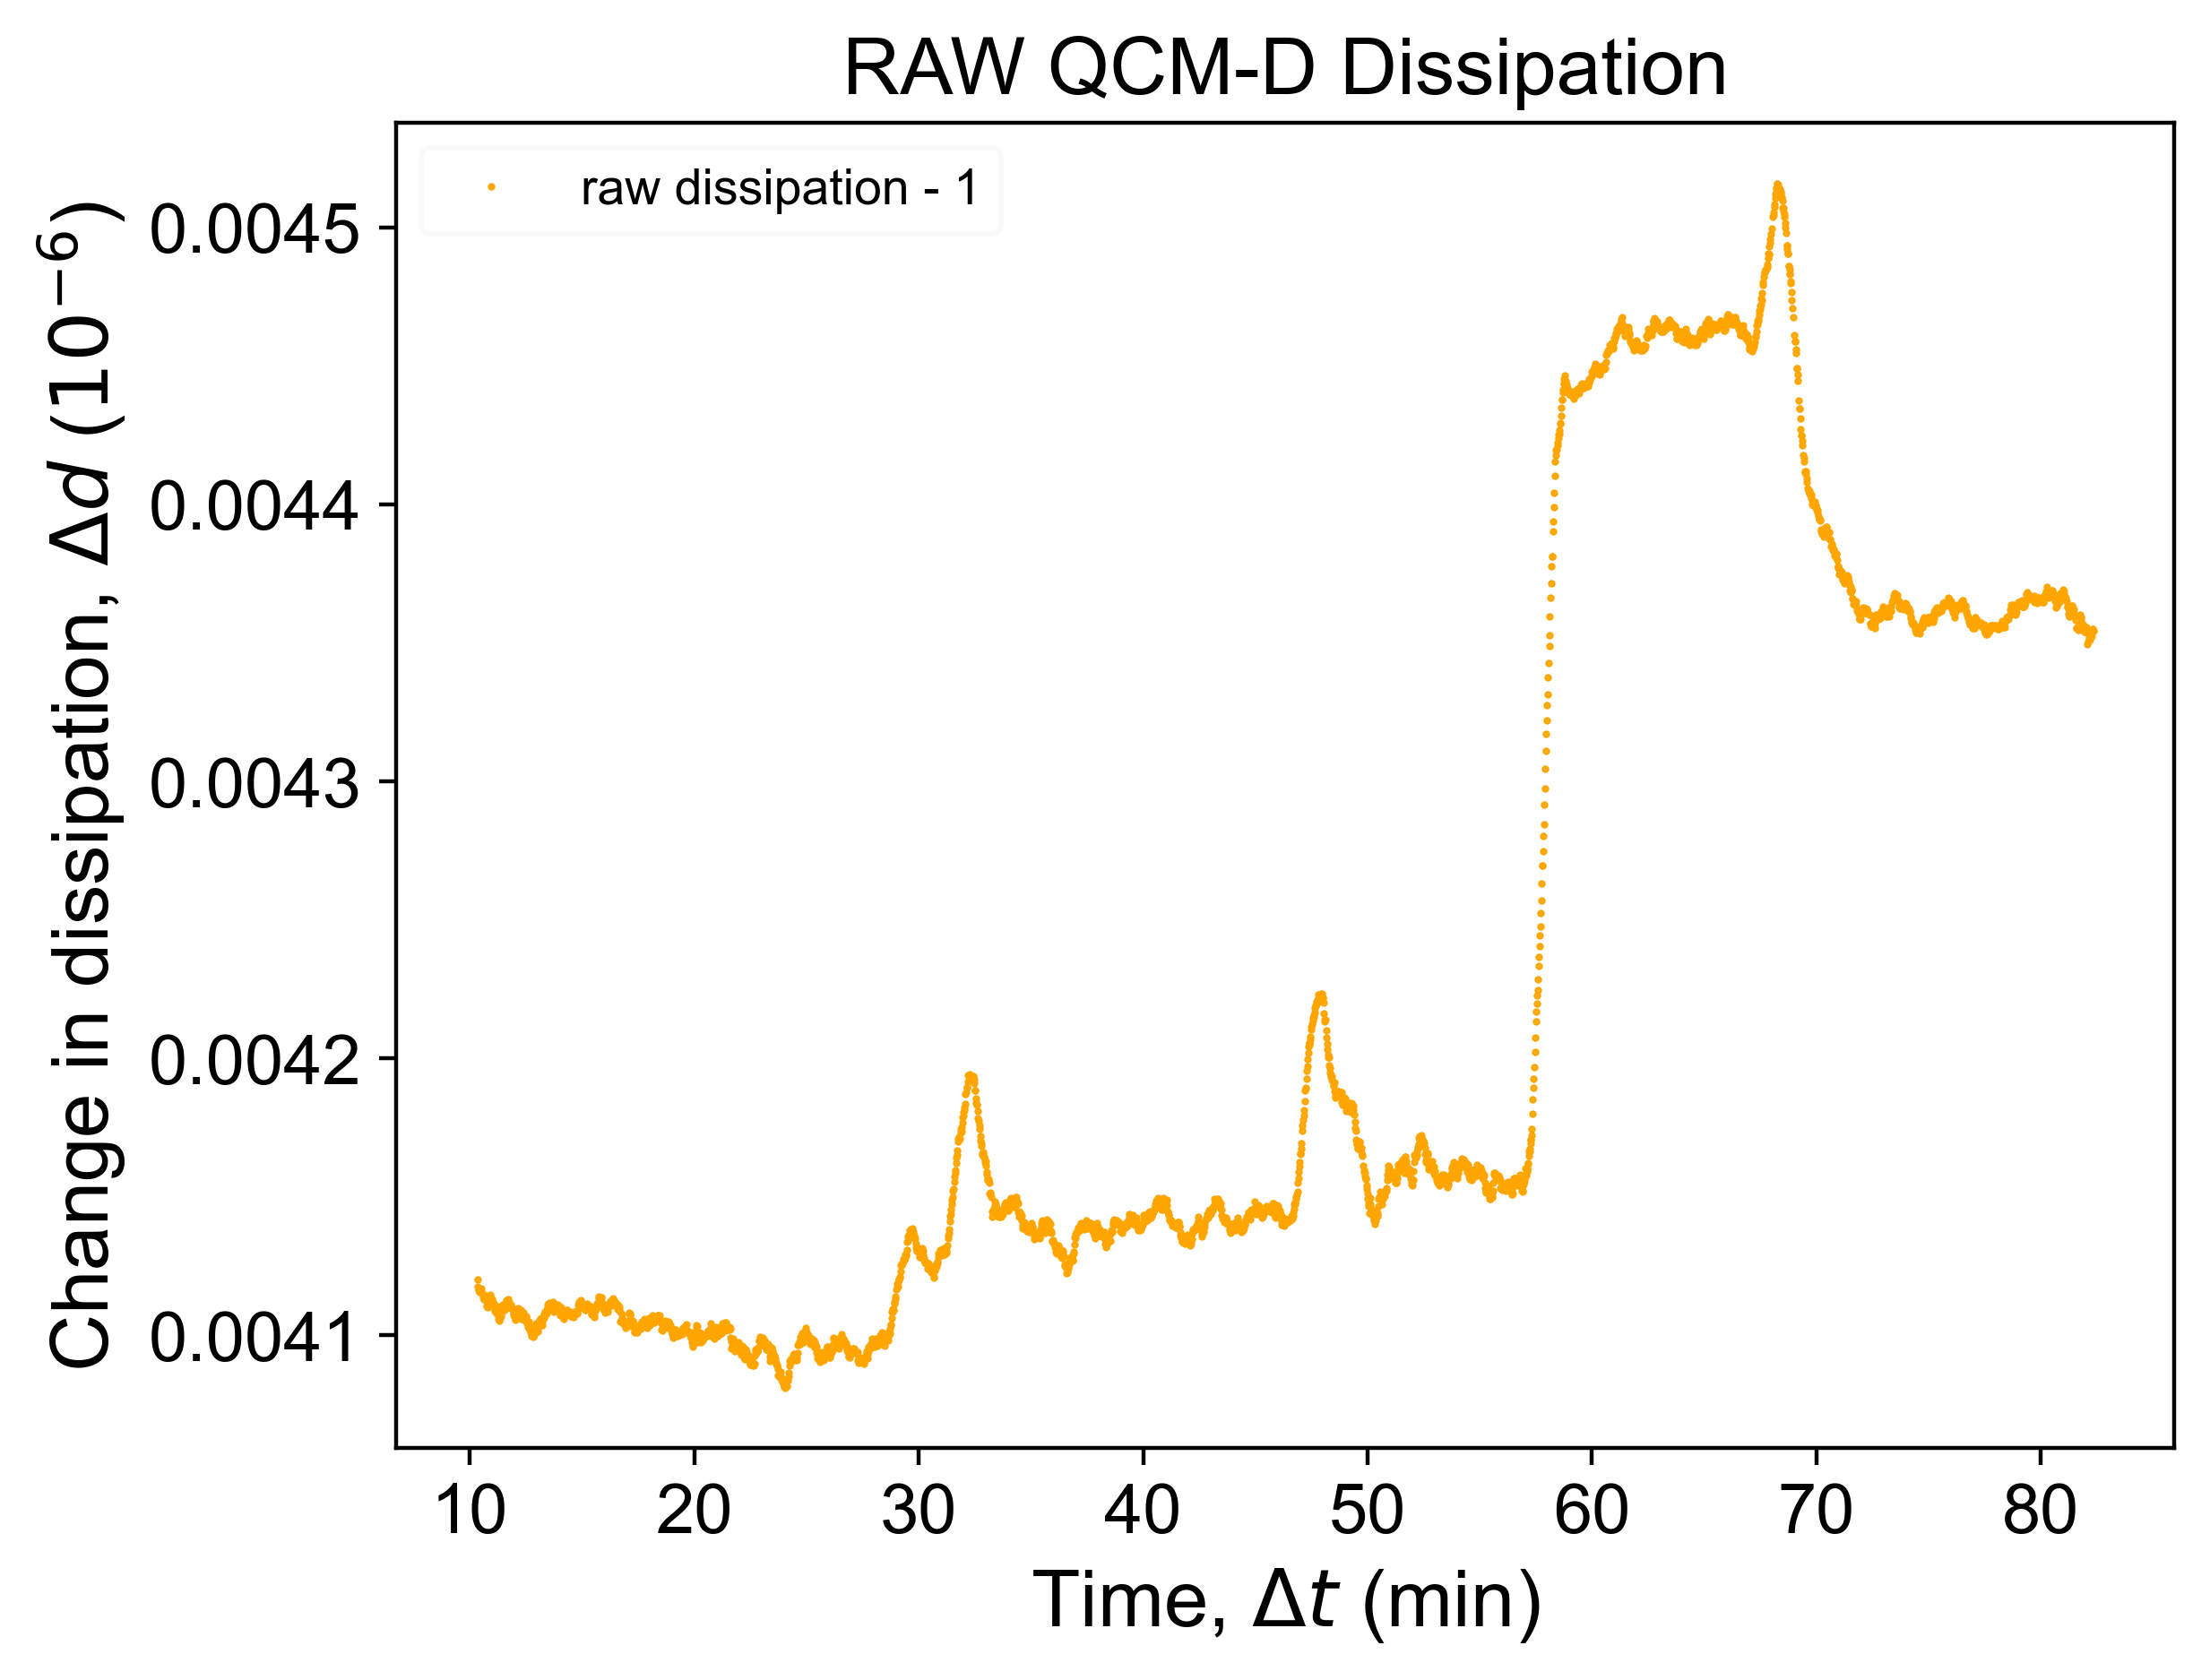 RAW QCM-D Dissipation
raw dissipation - 1
Change in dissipation, Δd (10⁻⁶)
0.0045
0.0044
0.0043
0.0042
0.0041
10 20 30 40 50 60 70 80
Time, Δt (min)